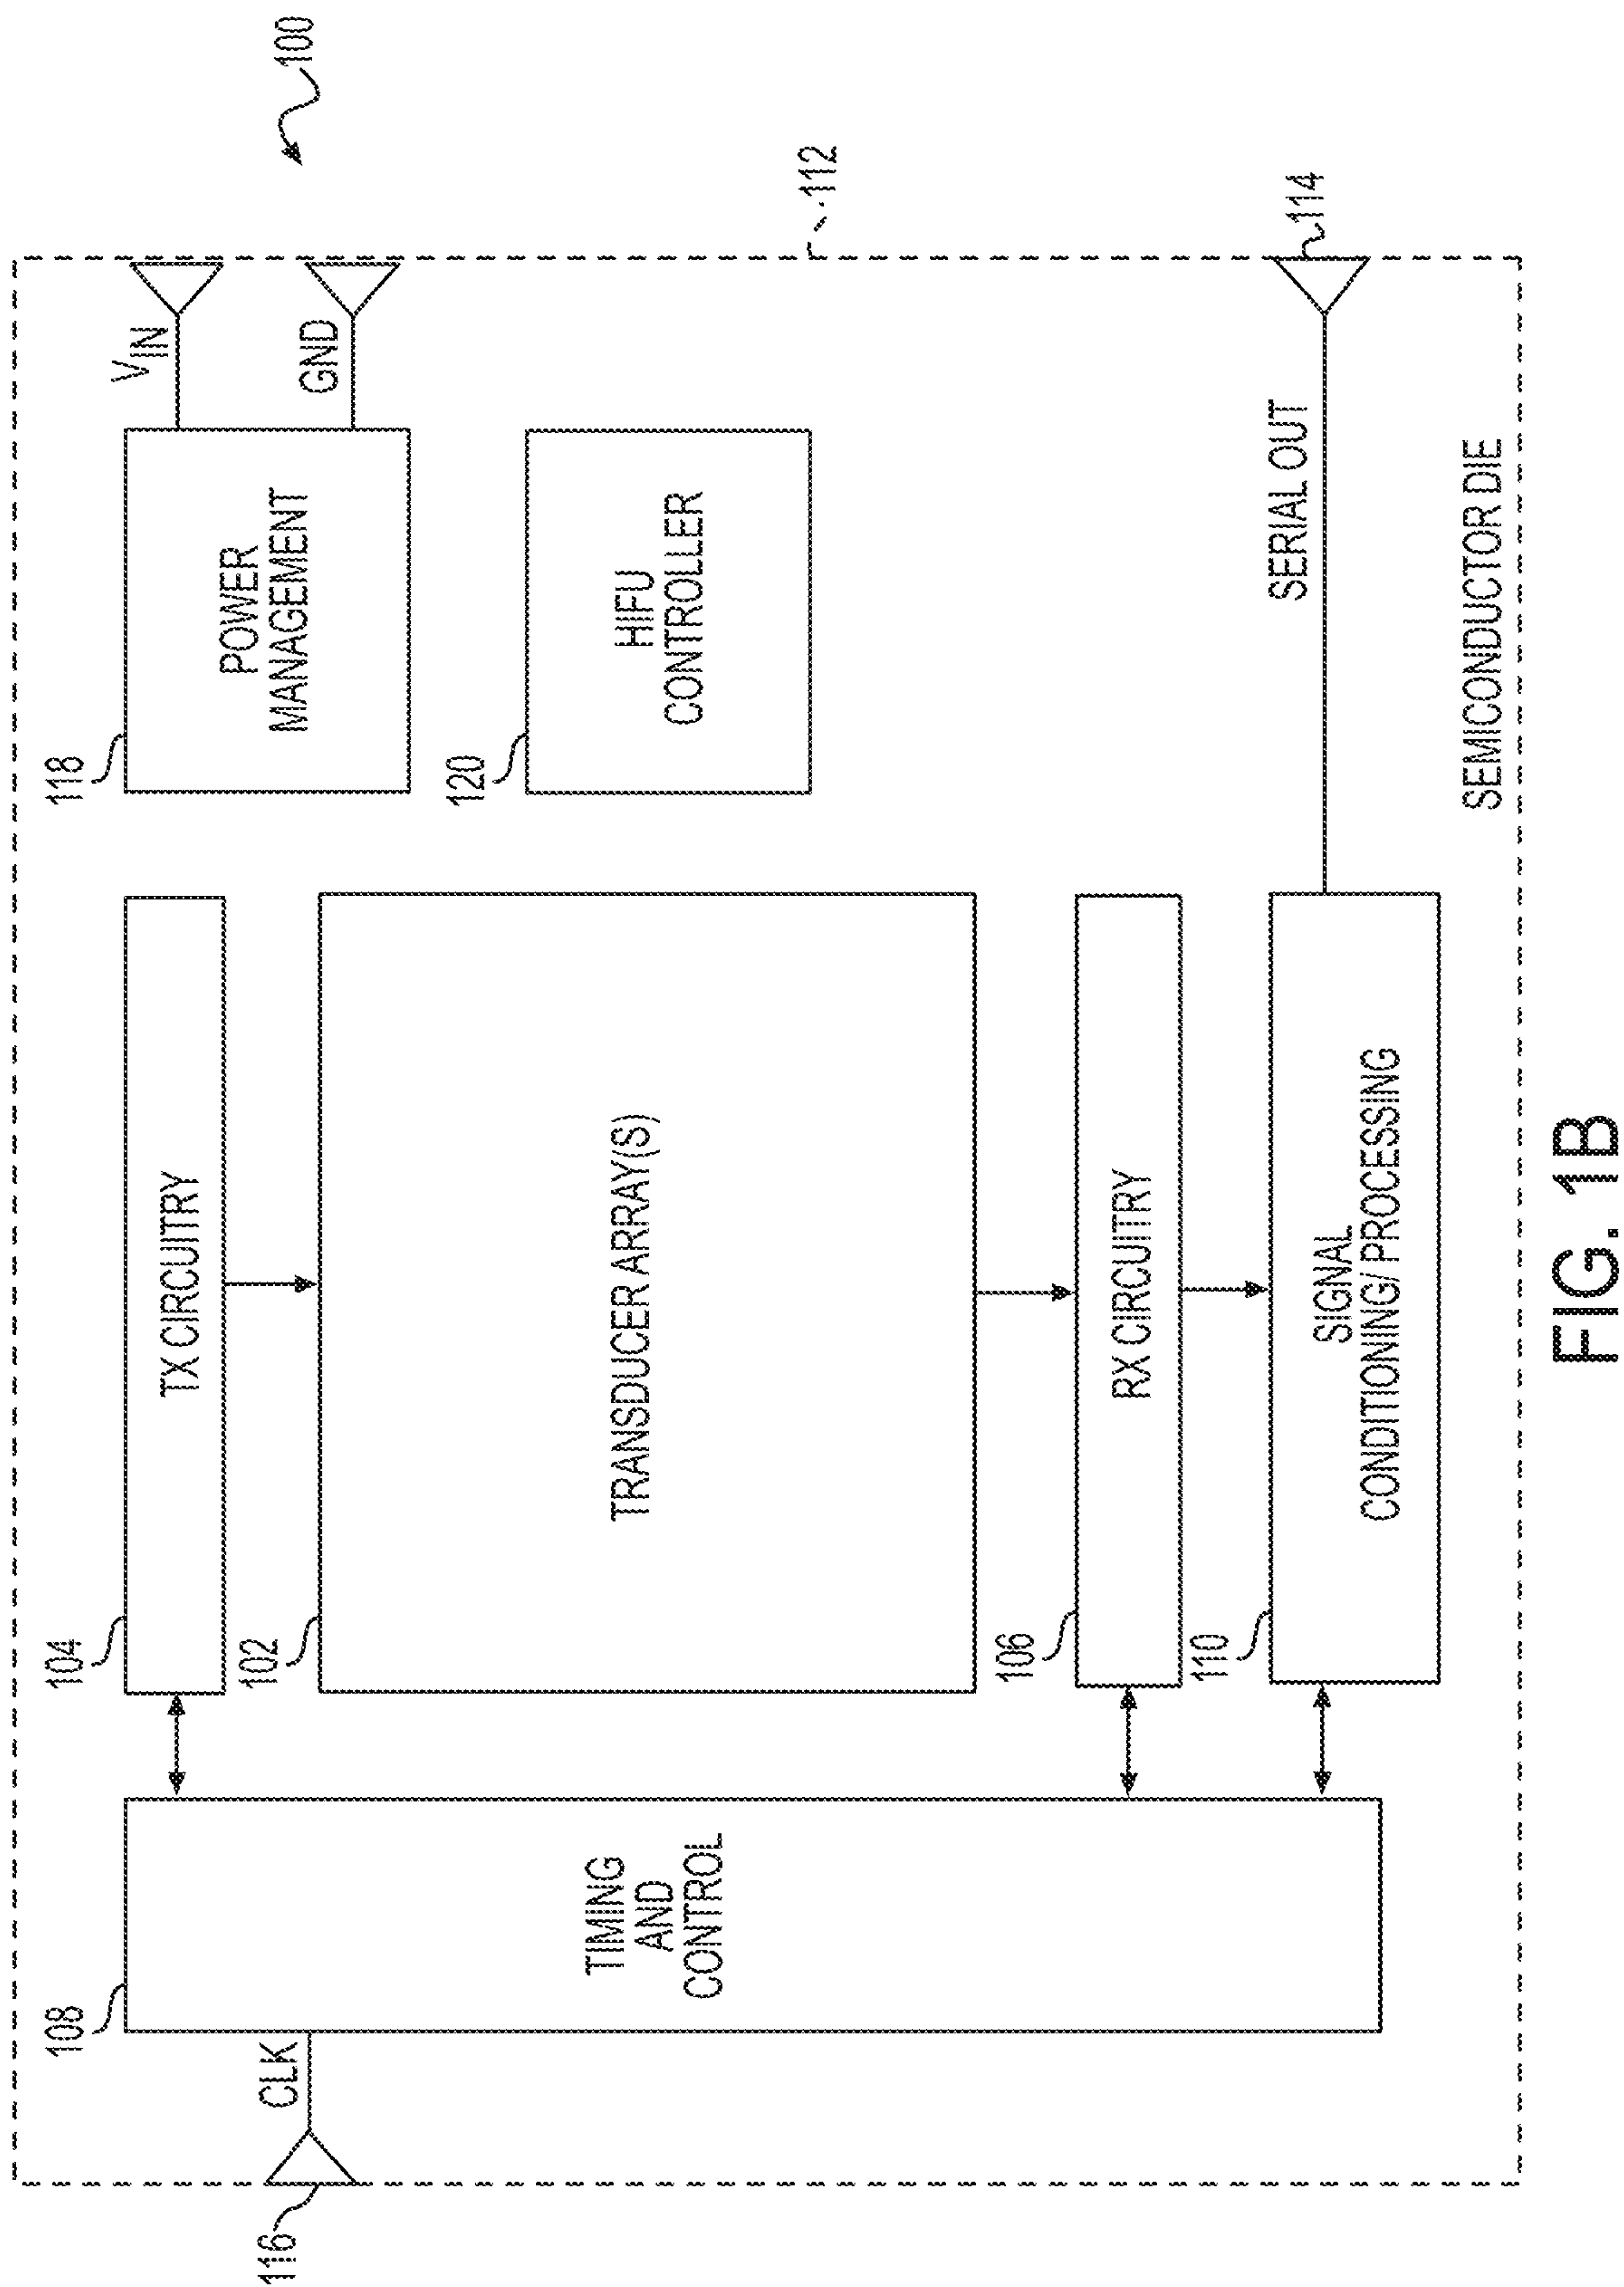 100
112
118
POWER
MANAGEMENT
VIN
GND
120
HIFU
CONTROLLER
104
TX CIRCUITRY
102
TRANSDUCER ARRAY(S)
106
RX CIRCUITRY
110
SIGNAL
CONDITIONING/ PROCESSING
SERIAL OUT
114
108
TIMING
AND
CONTROL
CLK
116
SEMICONDUCTOR DIE
FIG. 1B